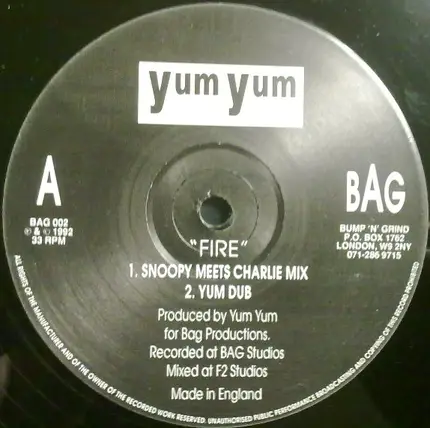 yum yum
A
BAG 002
℗ & © 1992
33 RPM
BAG
BUMP 'N' GRIND
P.O. BOX 1762
LONDON, W9 2NY
071-286 9715
"FIRE"
1. SNOOPY MEETS CHARLIE MIX
2. YUM DUB
Produced by Yum Yum
for Bag Productions.
Recorded at BAG Studios
Mixed at F2 Studios
Made in England
ALL RIGHTS OF THE MANUFACTURER AND OF THE OWNER OF THE RECORDED WORK RESERVED. UNAUTHORISED PUBLIC PERFORMANCE BROADCASTING AND COPYING OF THIS RECORD PROHIBITED